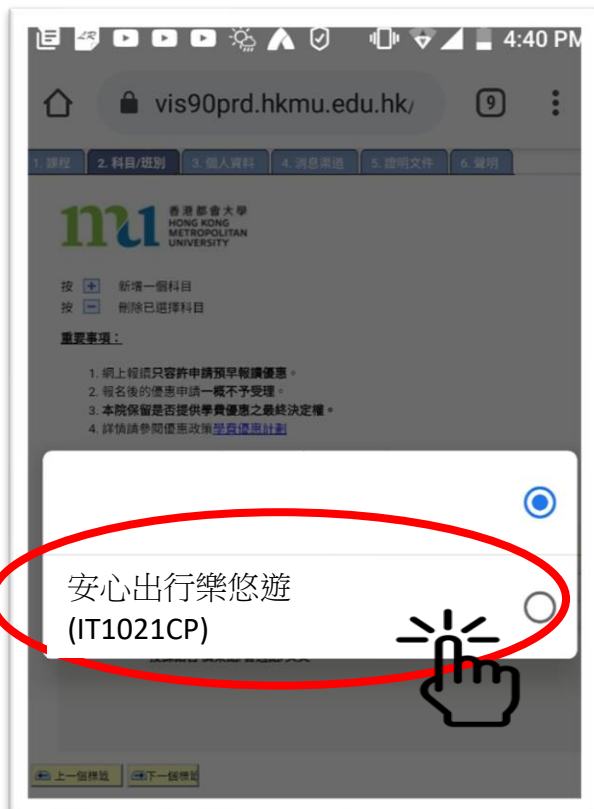 4:40 PM
vis90prd.hkmu.edu.hk/
9
1. 課程
2. 科目/班別
3. 個人資料
4. 消息渠道
5. 證明文件
6. 聲明
mu
香港都會大學
HONG KONG
METROPOLITAN
UNIVERSITY
按 + 新增一個科目
按 − 刪除已選擇科目
重要事項：
1. 網上報讀只容許申請預早報讀優惠。
2. 報名後的優惠申請一概不予受理。
3. 本院保留是否提供學費優惠之最終決定權。
4. 詳情請參閱優惠政策學費優惠計劃
安心出行樂悠遊
(IT1021CP)
上一個標籤
下一個標籤